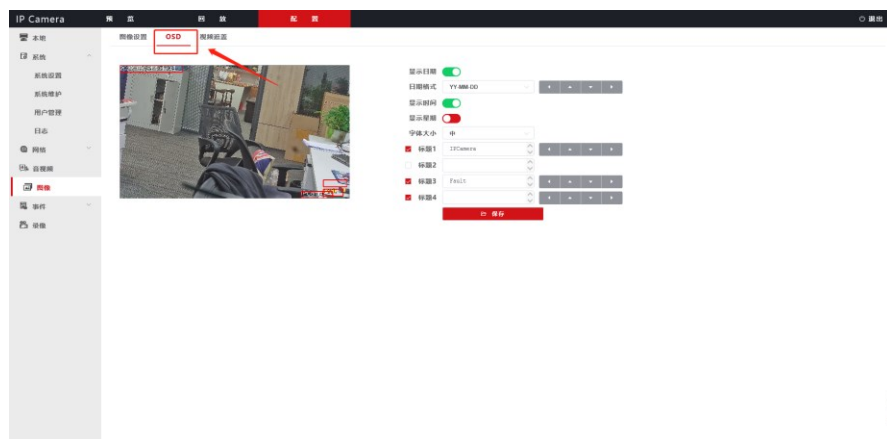 IP Camera 预 览 回 放 配 置 退出
本地
系统
系统设置
系统维护
用户管理
日志
网络
音视频
图像
事件
录像
图像设置 OSD 视频遮盖
显示日期
日期格式 YY-MM-DD
显示时间
显示星期
字体大小 中
标题1 IPCamera
标题2
标题3 Fault
标题4
保存